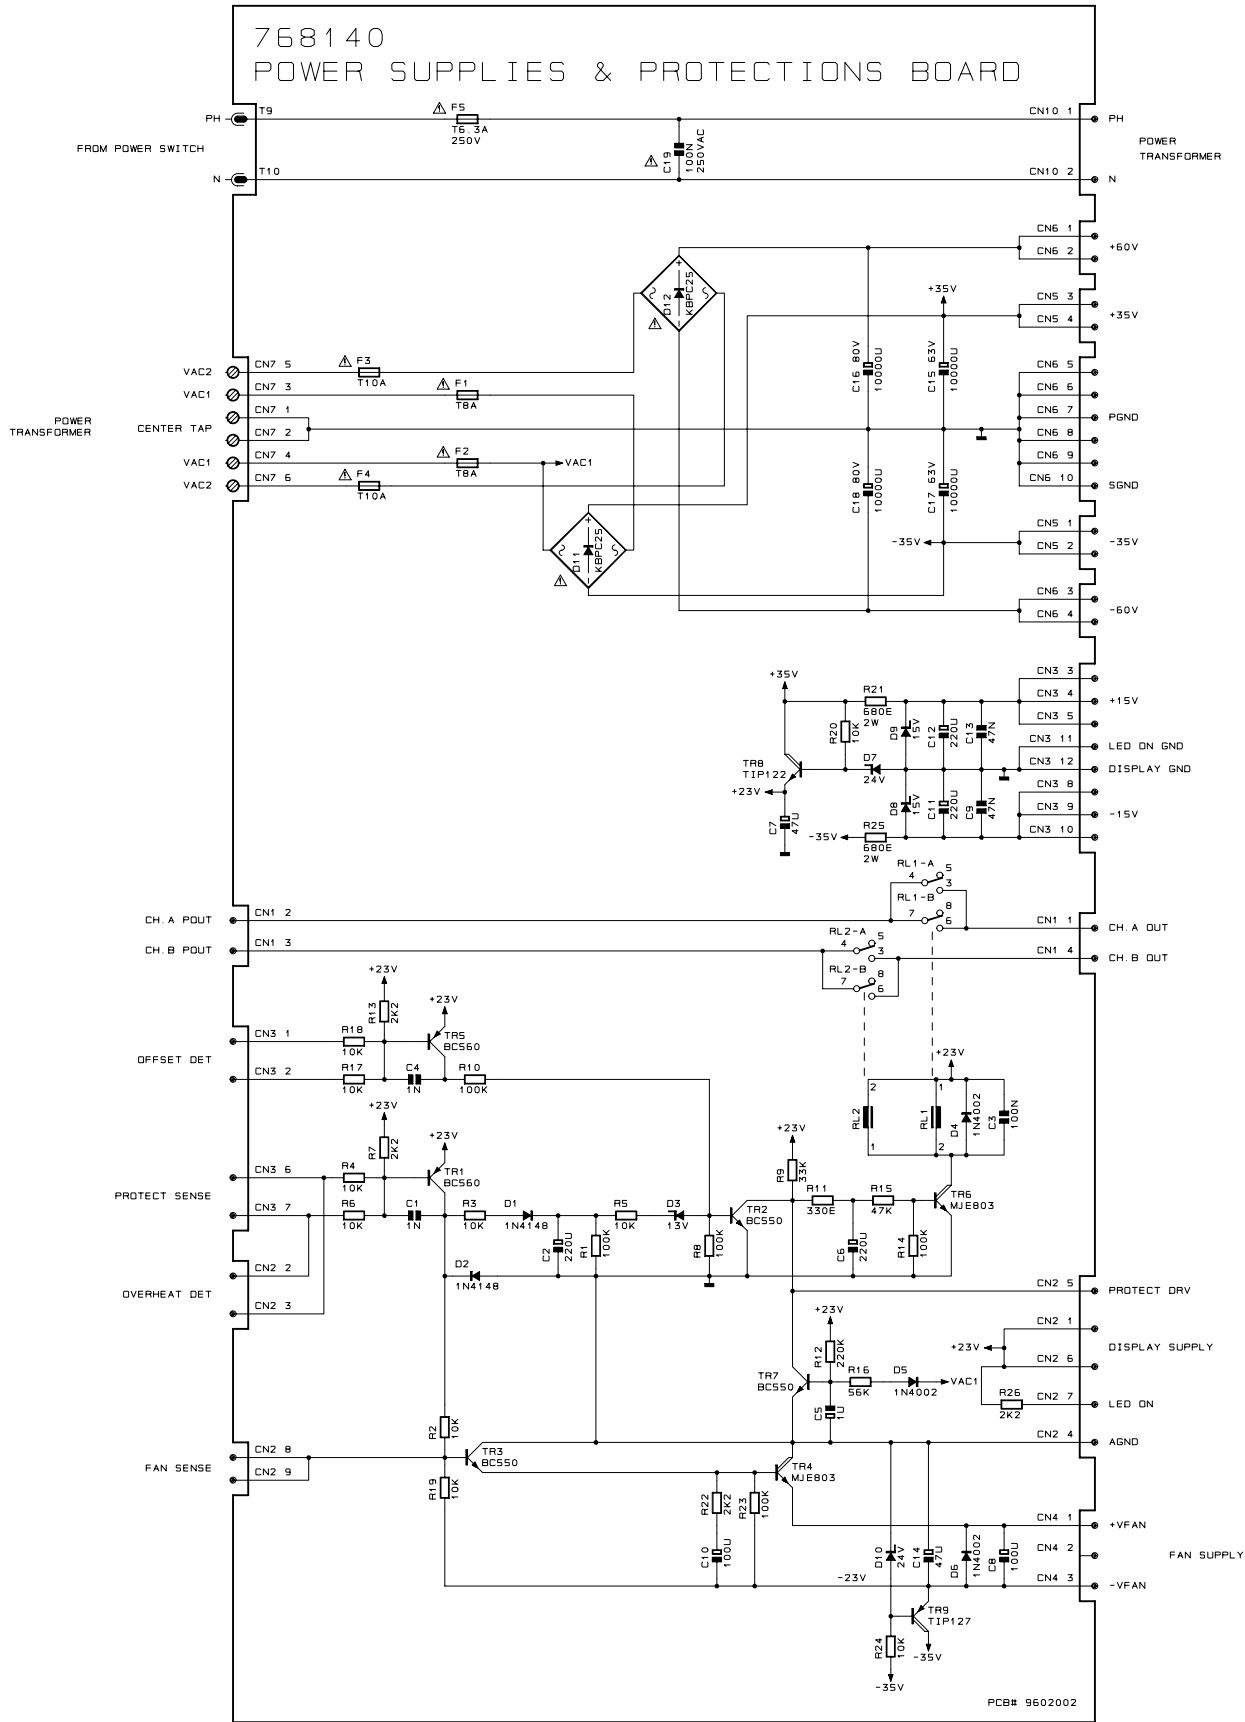 768140
POWER SUPPLIES & PROTECTIONS BOARD
PH
T9
F5
T6.3A
250V
CN10 1
PH
FROM POWER SWITCH
C19
100N
250VAC
POWER
TRANSFORMER
N
T10
CN10 2
N
CN6 1
+60V
CN6 2
D12
KBPC25
+35V
CN5 3
+35V
CN5 4
VAC2
CN7 5
F3
T10A
C16 80V
10000U
C15 63V
10000U
CN6 5
VAC1
CN7 3
F1
T8A
CN6 6
POWER
TRANSFORMER
CENTER TAP
CN7 1
CN7 2
CN6 7
PGND
CN6 8
VAC1
CN7 4
F2
T8A
VAC1
CN6 9
VAC2
CN7 6
F4
T10A
C18 80V
10000U
C17 63V
10000U
CN6 10
SGND
D11
KBPC25
-35V
CN5 1
-35V
CN5 2
CN6 3
-60V
CN6 4
+35V
R21
680E
2W
CN3 3
CN3 4
+15V
CN3 5
R20
10K
D9
15V
C12
220U
C13
47N
CN3 11
LED ON GND
TR8
TIP122
D7
24V
CN3 12
DISPLAY GND
+23V
CN3 8
C7
47U
D8
15V
C11
220U
C9
47N
CN3 9
-15V
-35V
R25
680E
2W
CN3 10
RL1-A
4
5
3
RL1-B
7
8
6
CH.A POUT
CN1 2
CN1 1
CH.A OUT
CH.B POUT
CN1 3
RL2-A
4
5
3
CN1 4
CH.B OUT
RL2-B
7
8
6
+23V
R13
2K2
+23V
OFFSET DET
CN3 1
R18
10K
TR5
BC560
CN3 2
R17
10K
C4
1N
R10
100K
+23V
2
1
RL2
1
2
RL1
D4
1N4002
C3
100N
+23V
R7
2K2
+23V
+23V
R9
33K
PROTECT SENSE
CN3 6
R4
10K
TR1
BC560
R11
330E
R15
47K
TR6
MJE803
CN3 7
R6
10K
C1
1N
R3
10K
D1
1N4148
R5
10K
D3
13V
TR2
BC550
C2
220U
R1
100K
R8
100K
C6
220U
R14
100K
OVERHEAT DET
CN2 2
D2
1N4148
CN2 3
CN2 5
PROTECT DRV
+23V
CN2 1
R12
220K
+23V
DISPLAY SUPPLY
CN2 6
TR7
BC550
R16
56K
D5
1N4002
VAC1
R26
2K2
CN2 7
LED ON
C5
1U
R2
10K
CN2 4
AGND
FAN SENSE
CN2 8
CN2 9
TR3
BC550
TR4
MJE803
R19
10K
R22
2K2
R23
100K
CN4 1
+VFAN
C10
100U
D10
24V
C14
47U
D6
1N4002
C8
100U
CN4 2
FAN SUPPLY
-23V
CN4 3
-VFAN
TR9
TIP127
R24
10K
-35V
-35V
PCB# 9602002